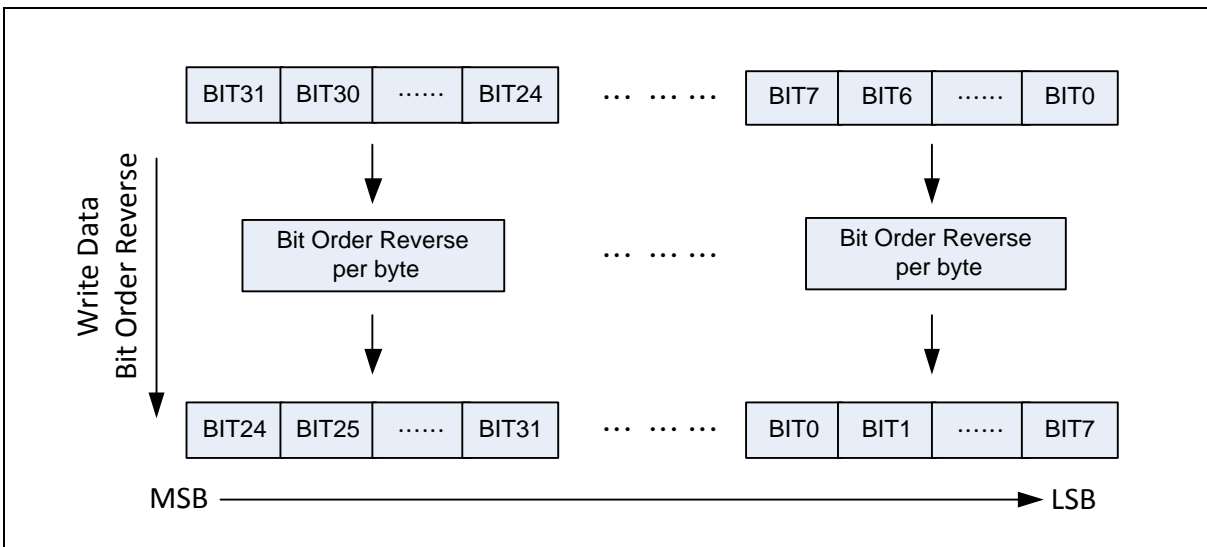 BIT31 BIT30 ...... BIT24 ... ... ... BIT7 BIT6 ...... BIT0
Write Data
Bit Order Reverse
Bit Order Reverse
per byte
... ... ...
Bit Order Reverse
per byte
BIT24 BIT25 ...... BIT31 ... ... ... BIT0 BIT1 ...... BIT7
MSB LSB